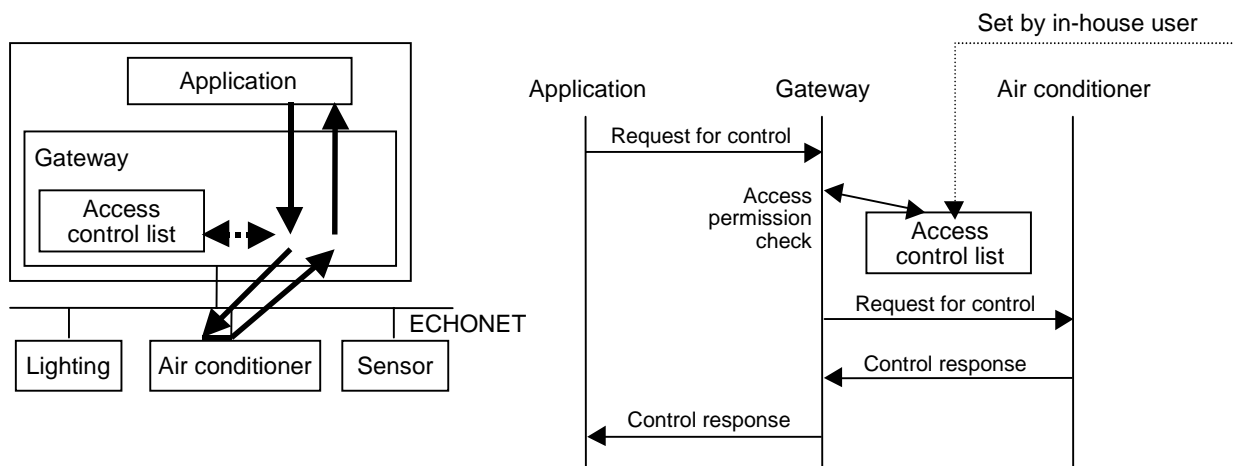 Application
Gateway
Access
control list
ECHONET
Lighting
Air conditioner
Sensor
Set by in-house user
Application
Gateway
Air conditioner
Request for control
Access
permission
check
Access
control list
Request for control
Control response
Control response